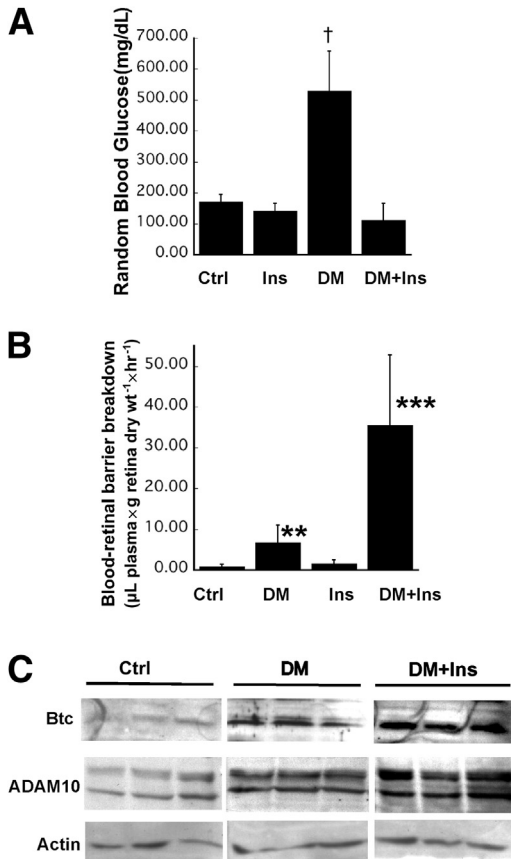 A
Random Blood Glucose(mg/dL)
700.00
600.00
500.00
400.00
300.00
200.00
100.00
0.00
†
Ctrl Ins DM DM+Ins
B
Blood-retinal barrier breakdown
(µL plasma×g retina dry wt⁻¹×hr⁻¹)
50.00
40.00
30.00
20.00
10.00
0.00
**
***
Ctrl DM Ins DM+Ins
C
Ctrl DM DM+Ins
Btc
ADAM10
Actin